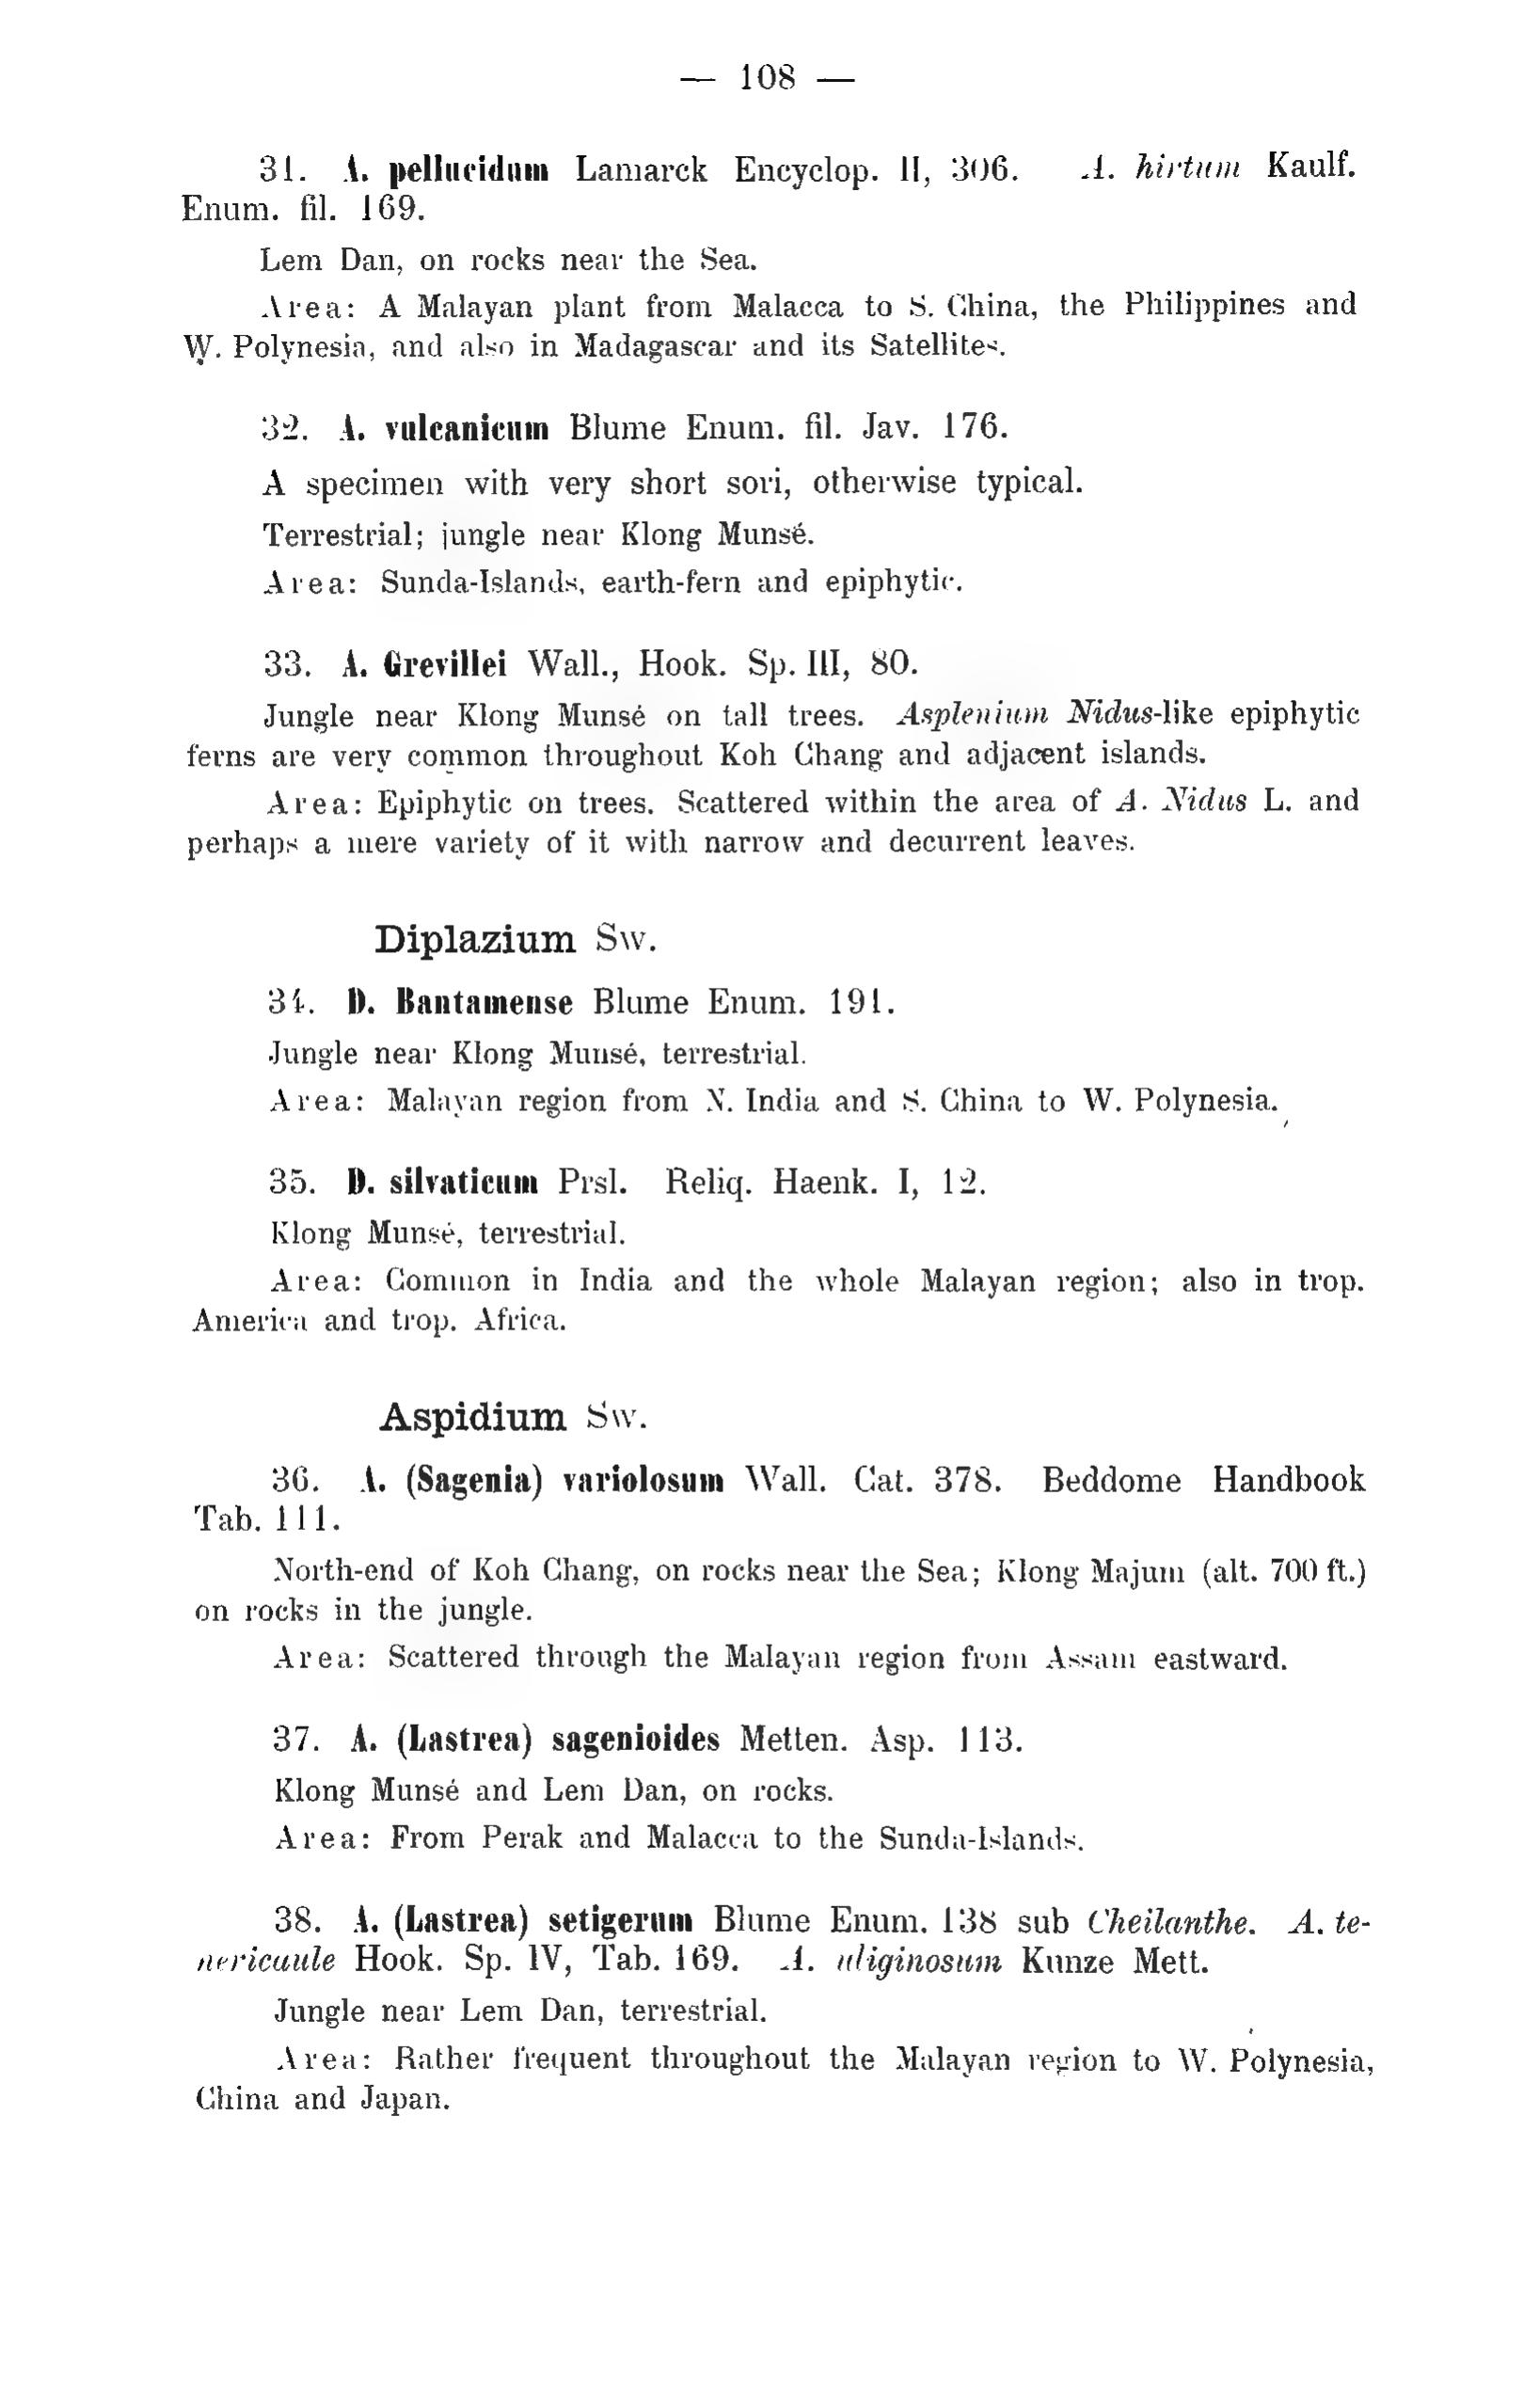 — 108 —
31. A. pellucidum Lamarck Encyclop. II, 306. A. hirtum Kaulf.
Enum. fil. 169.
Lem Dan, on rocks near the Sea.
Area: A Malayan plant from Malacca to S. China, the Philippines and
W. Polynesia, and also in Madagascar and its Satellites.
32. A. vulcanicum Blume Enum. fil. Jav. 176.
A specimen with very short sori, otherwise typical.
Terrestrial; jungle near Klong Munsé.
Area: Sunda-Islands, earth-fern and epiphytic.
33. A. Grevillei Wall., Hook. Sp. III, 80.
Jungle near Klong Munsé on tall trees. Asplenium Nidus-like epiphytic
ferns are very common throughout Koh Chang and adjacent islands.
Area: Epiphytic on trees. Scattered within the area of A. Nidus L. and
perhaps a mere variety of it with narrow and decurrent leaves.
Diplazium Sw.
34. D. Bantamense Blume Enum. 191.
Jungle near Klong Munsé, terrestrial.
Area: Malayan region from N. India and S. China to W. Polynesia.
35. D. silvaticum Prsl. Reliq. Haenk. I, 12.
Klong Munsé, terrestrial.
Area: Common in India and the whole Malayan region; also in trop.
America and trop. Africa.
Aspidium Sw.
36. A. (Sagenia) variolosum Wall. Cat. 378. Beddome Handbook
Tab. 111.
North-end of Koh Chang, on rocks near the Sea; Klong Majum (alt. 700 ft.)
on rocks in the jungle.
Area: Scattered through the Malayan region from Assam eastward.
37. A. (Lastrea) sagenioides Metten. Asp. 113.
Klong Munsé and Lem Dan, on rocks.
Area: From Perak and Malacca to the Sunda-Islands.
38. A. (Lastrea) setigerum Blume Enum. 138 sub Cheilanthe. A. te-
nericaule Hook. Sp. IV, Tab. 169. A. uliginosum Kunze Mett.
Jungle near Lem Dan, terrestrial.
Area: Rather frequent throughout the Malayan region to W. Polynesia,
China and Japan.